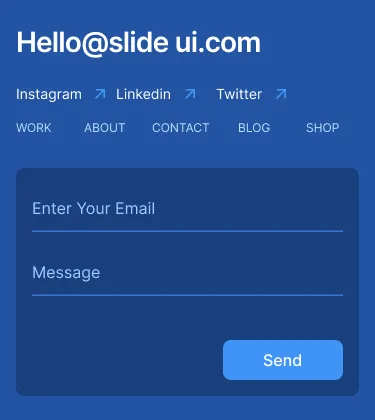 Hello@slide ui.com
Instagram Linkedin Twitter
WORK ABOUT CONTACT BLOG SHOP
Enter Your Email
Message
Send